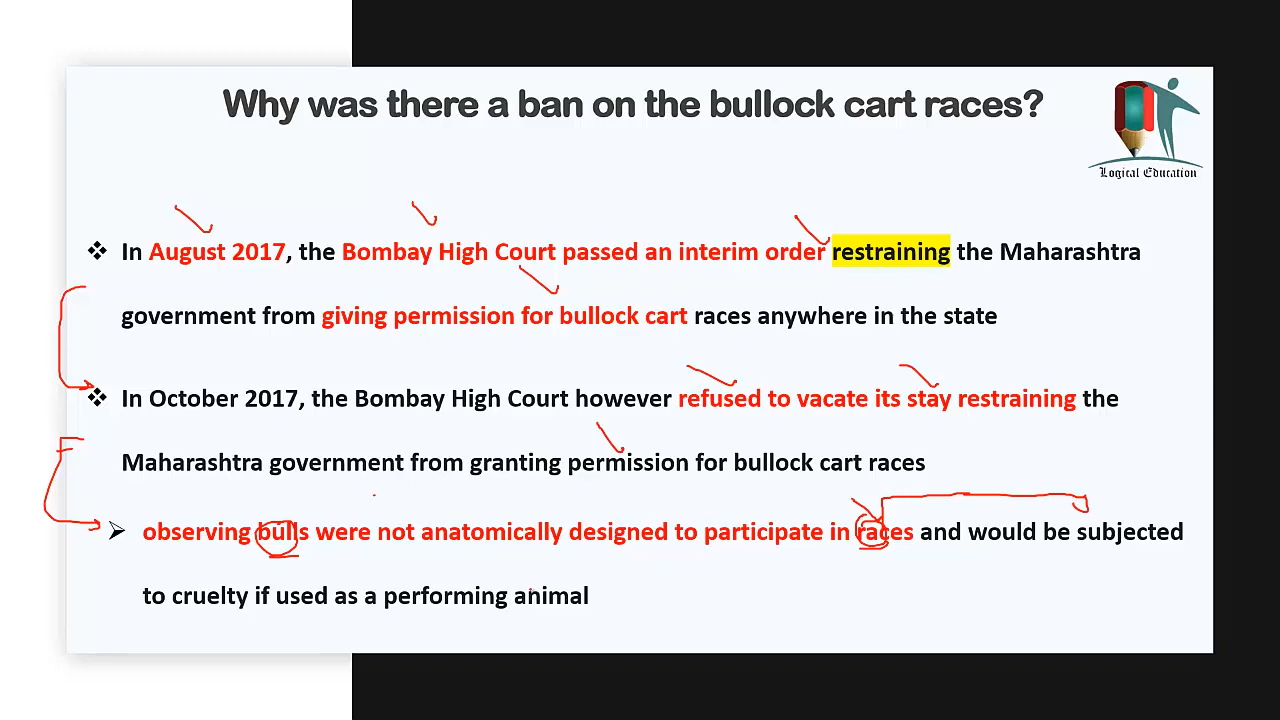 Why was there a ban on the bullock cart races?
Logical Education
❖ In August 2017, the Bombay High Court passed an interim order restraining the Maharashtra
government from giving permission for bullock cart races anywhere in the state
❖ In October 2017, the Bombay High Court however refused to vacate its stay restraining the
Maharashtra government from granting permission for bullock cart races
➢ observing bulls were not anatomically designed to participate in races and would be subjected
to cruelty if used as a performing animal